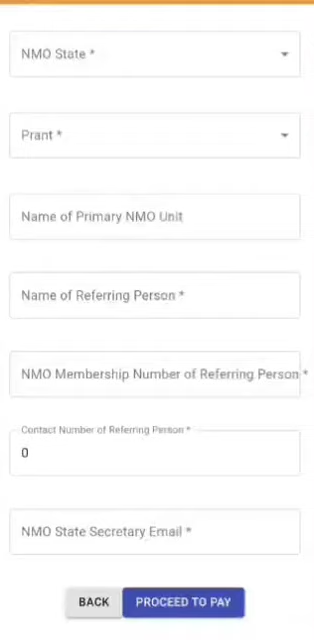 NMO State *
Prant *
Name of Primary NMO Unit
Name of Referring Person *
NMO Membership Number of Referring Person *
Contact Number of Referring Person *
0
NMO State Secretary Email *
BACK
PROCEED TO PAY